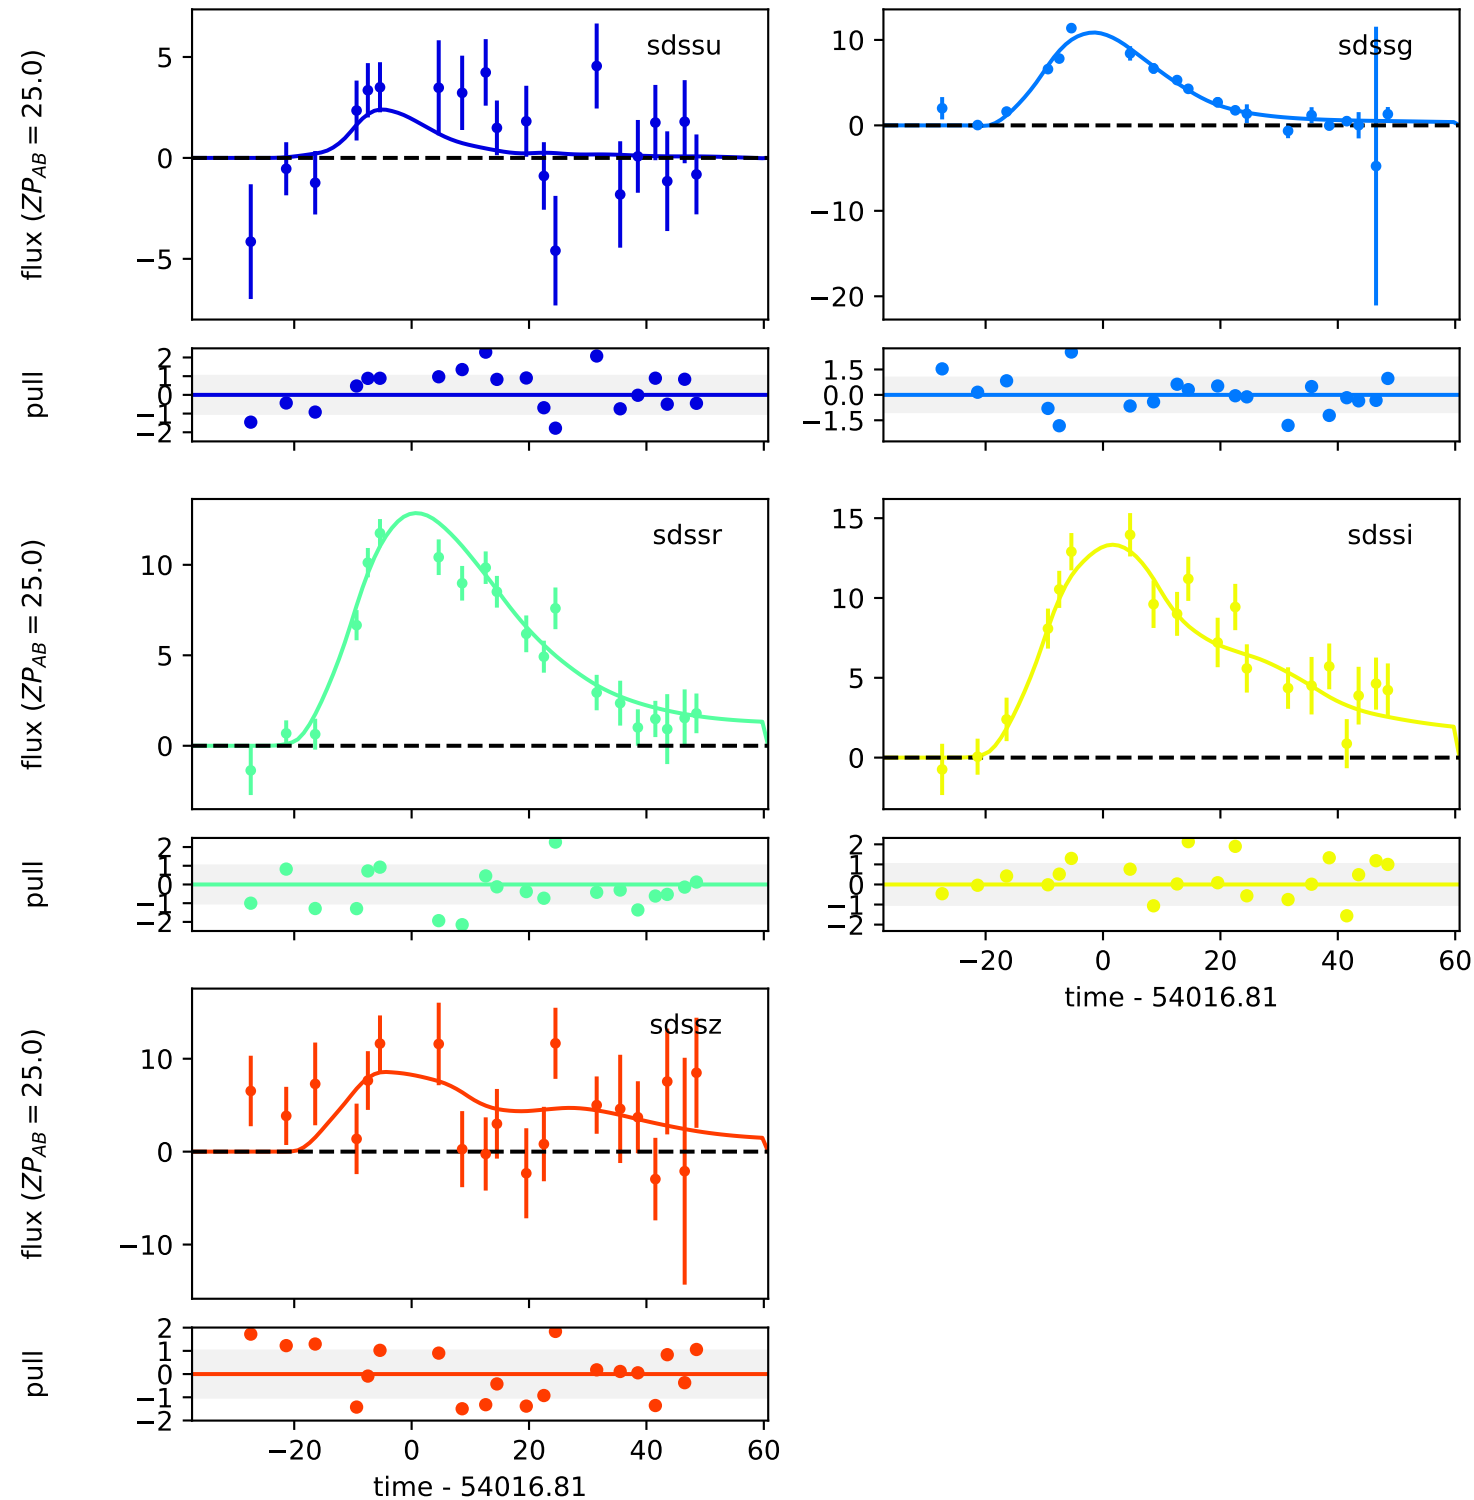 sdssu
flux (ZP_AB = 25.0)
5
0
−5
sdssg
10
0
−10
−20
pull
2
1
0
−1
−2
1.5
0.0
−1.5
sdssr
flux (ZP_AB = 25.0)
10
5
0
sdssi
15
10
5
0
pull
2
1
0
−1
−2
2
1
0
−1
−2
−20 0 20 40 60
time - 54016.81
sdssz
flux (ZP_AB = 25.0)
10
0
−10
pull
2
1
0
−1
−2
−20 0 20 40 60
time - 54016.81